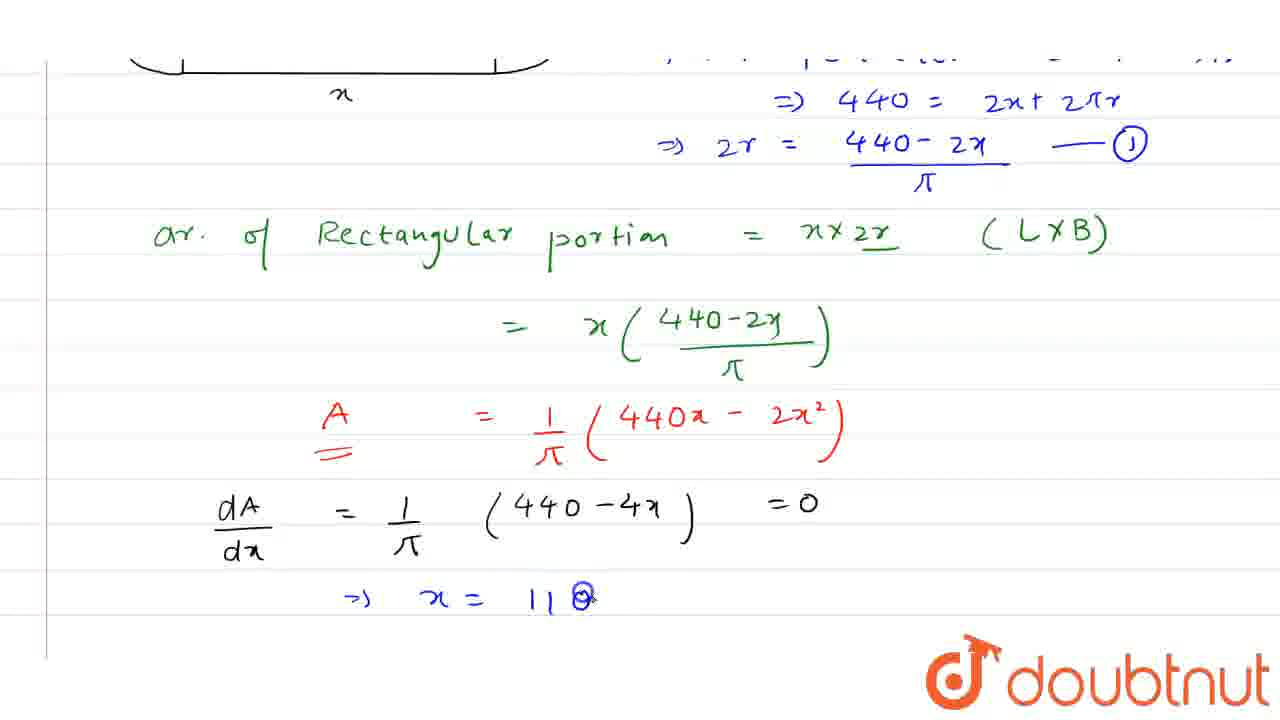 x
=> 440 = 2x + 2πr
=> 2r = (440 - 2x)/π — ①
ar. of Rectangular portion = x × 2r (L×B)
= x((440 - 2x)/π)
A = 1/π (440x - 2x²)
dA/dx = 1/π (440 - 4x) = 0
=> x = 110
doubtnut